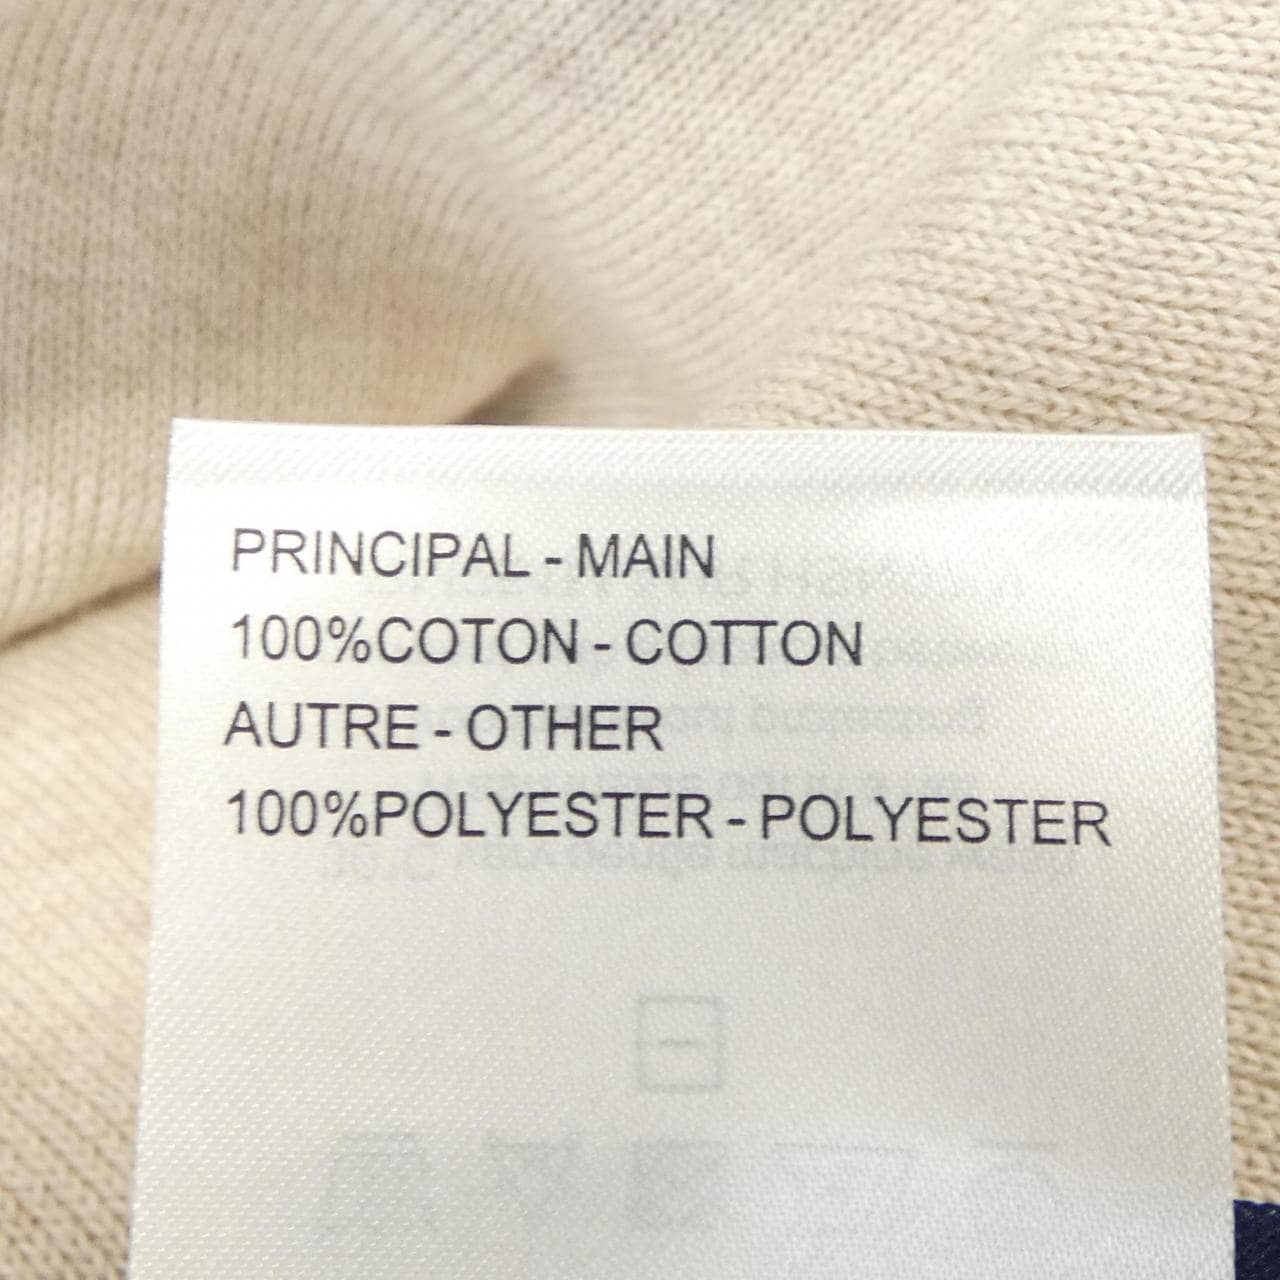 PRINCIPAL - MAIN
100%COTON - COTTON
AUTRE - OTHER
100%POLYESTER - POLYESTER